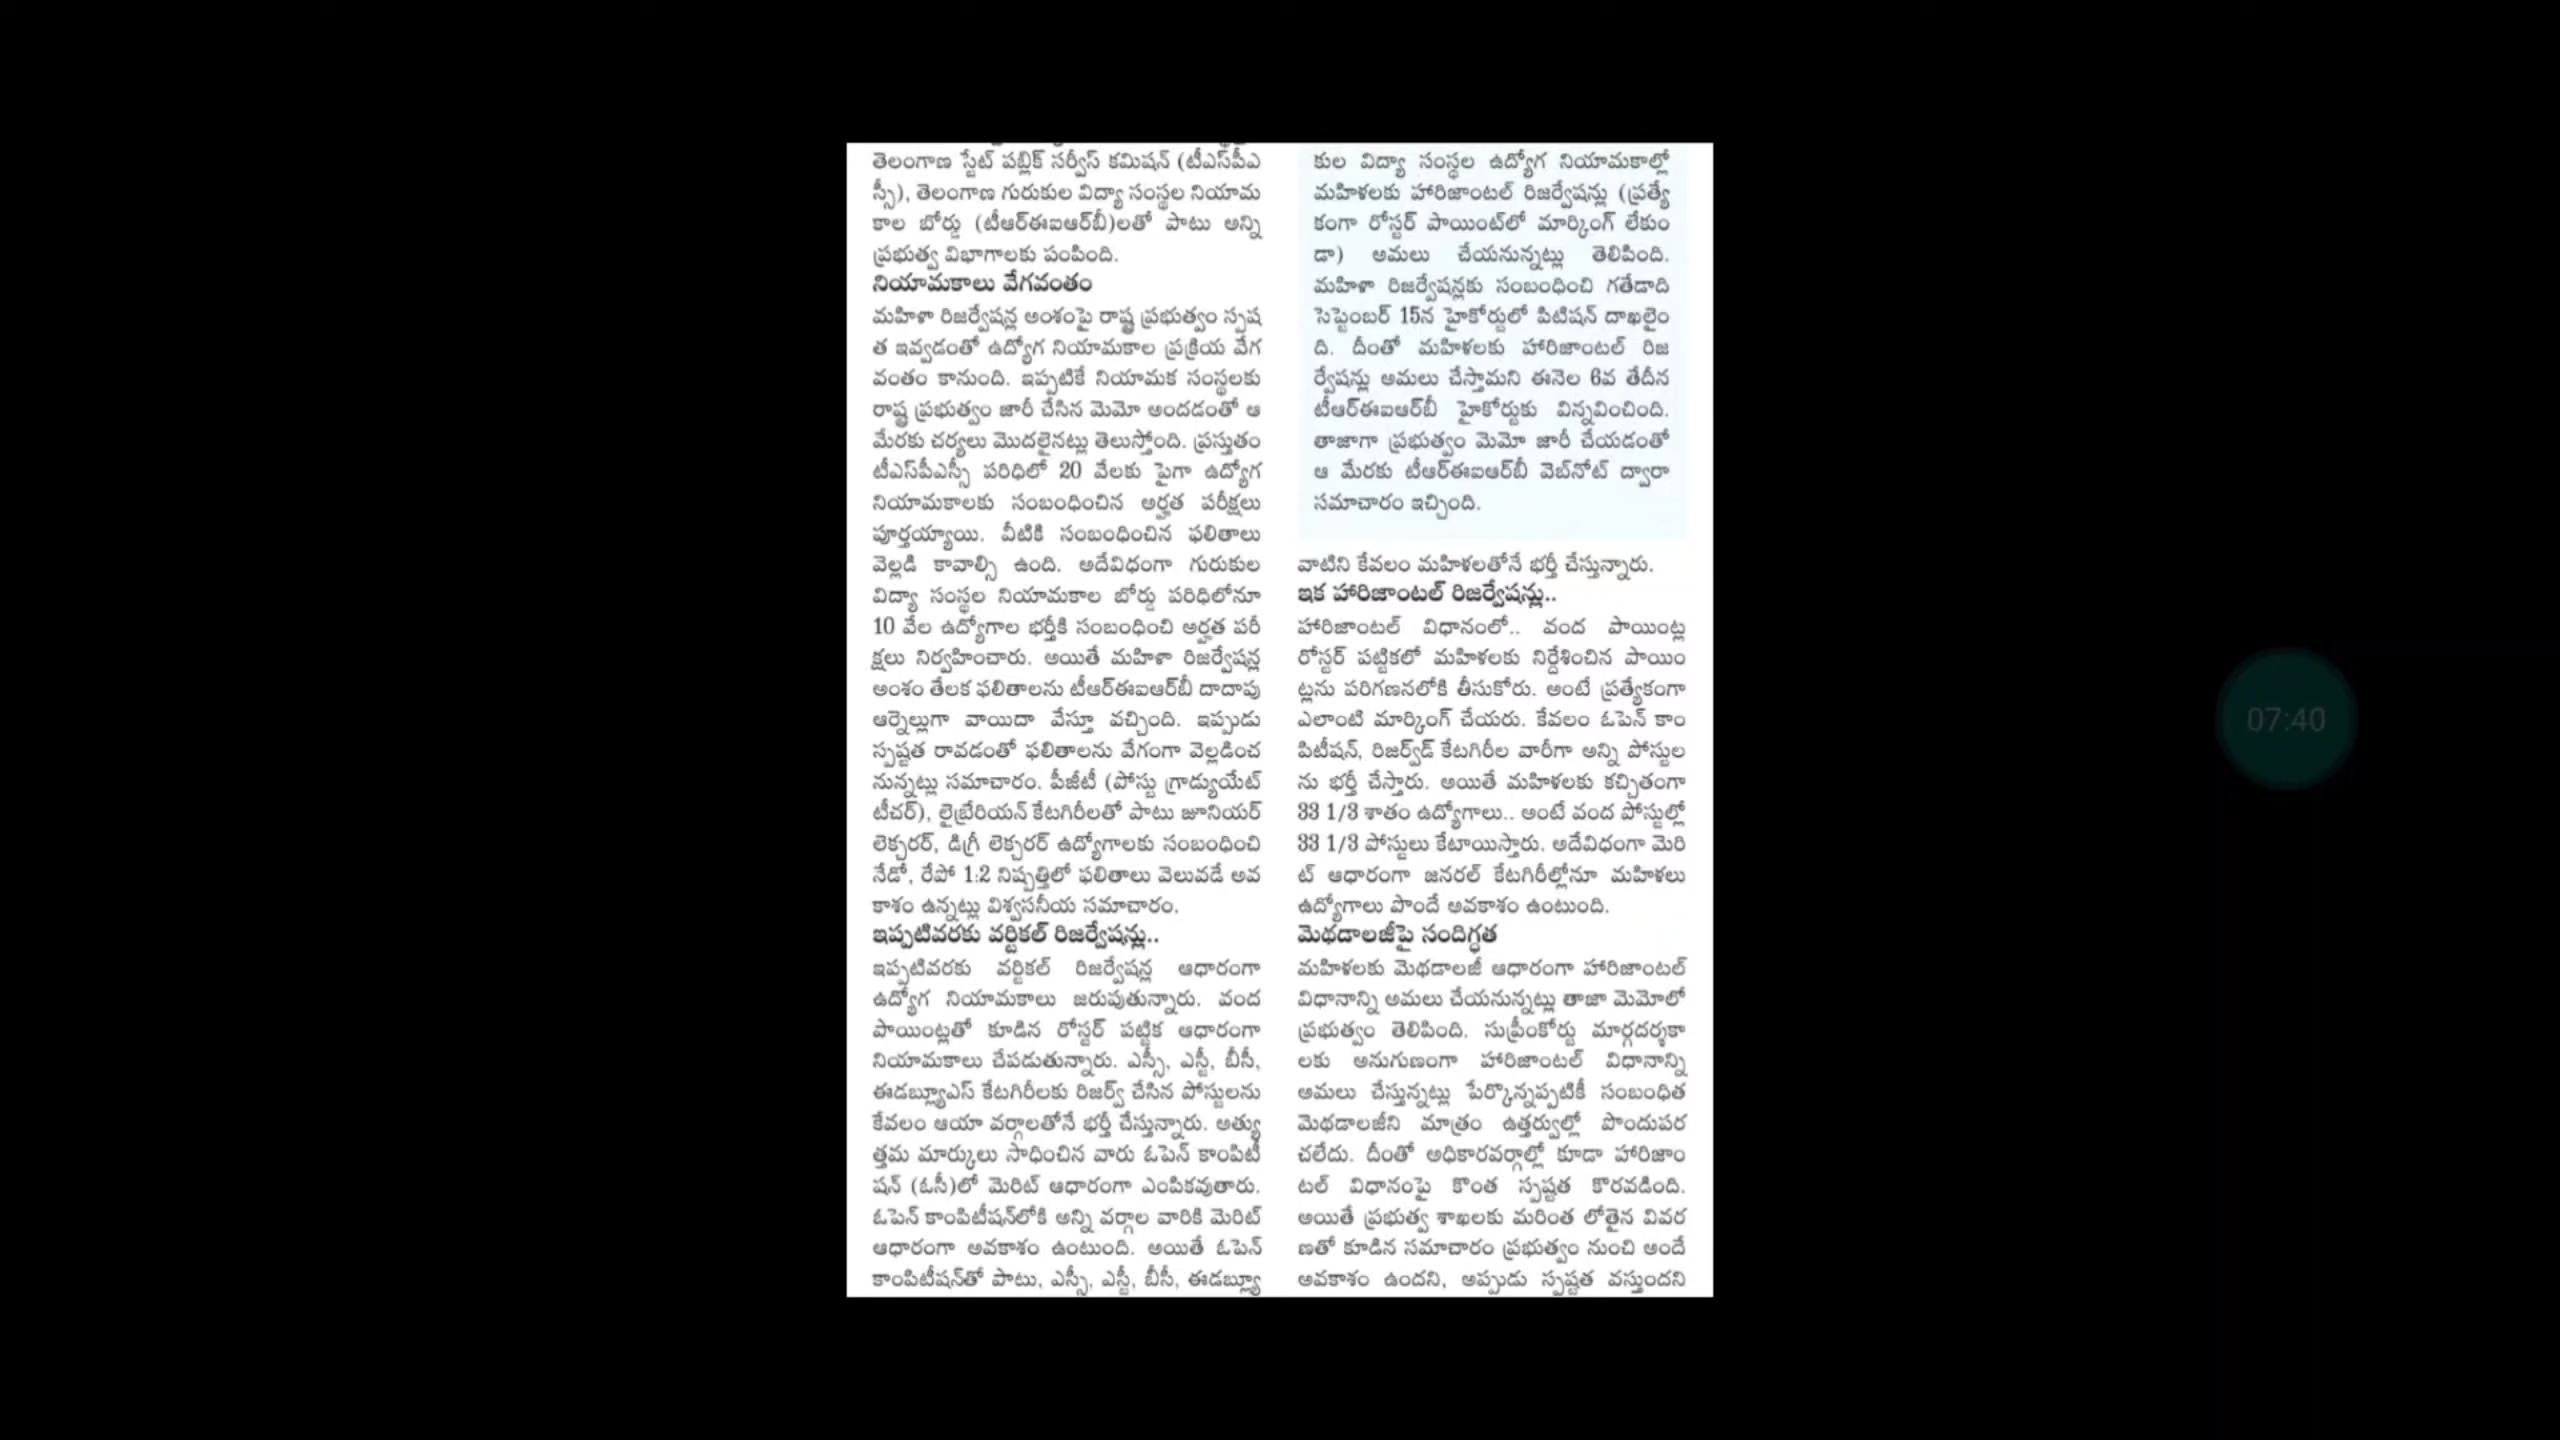 తెలంగాణ స్టేట్ పబ్లిక్ సర్వీస్ కమిషన్ (టీఎస్‌పీఎ
స్సీ), తెలంగాణ గురుకుల విద్యా సంస్థల నియామ
కాల బోర్డు (టీఆర్‌ఈఐఆర్‌బీ)లతో పాటు అన్ని
ప్రభుత్వ విభాగాలకు పంపింది.
నియామకాలు వేగవంతం
మహిళా రిజర్వేషన్ల అంశంపై రాష్ట్ర ప్రభుత్వం స్పష
త ఇవ్వడంతో ఉద్యోగ నియామకాల ప్రక్రియ వేగ
వంతం కానుంది. ఇప్పటికే నియామక సంస్థలకు
రాష్ట్ర ప్రభుత్వం జారీ చేసిన మెమో అందడంతో ఆ
మేరకు చర్యలు మొదలైనట్లు తెలుస్తోంది. ప్రస్తుతం
టీఎస్‌పీఎస్సీ పరిధిలో 20 వేలకు పైగా ఉద్యోగ
నియామకాలకు సంబంధించిన అర్హత పరీక్షలు
పూర్తయ్యాయి. వీటికి సంబంధించిన ఫలితాలు
వెల్లడి కావాల్సి ఉంది. అదేవిధంగా గురుకుల
విద్యా సంస్థల నియామకాల బోర్డు పరిధిలోనూ
10 వేల ఉద్యోగాల భర్తీకి సంబంధించి అర్హత పరీ
క్షలు నిర్వహించారు. అయితే మహిళా రిజర్వేషన్ల
అంశం తేలక ఫలితాలను టీఆర్‌ఈఐఆర్‌బీ దాదాపు
ఆర్నెల్లుగా వాయిదా వేస్తూ వచ్చింది. ఇప్పుడు
స్పష్టత రావడంతో ఫలితాలను వేగంగా వెల్లడించ
నున్నట్లు సమాచారం. పీజీటీ (పోస్టు గ్రాడ్యుయేట్
టీచర్), లైబ్రేరియన్ కేటగిరీలతో పాటు జూనియర్
లెక్చరర్, డిగ్రీ లెక్చరర్ ఉద్యోగాలకు సంబంధించి
నేడో, రేపో 1:2 నిష్పత్తిలో ఫలితాలు వెలువడే అవ
కాశం ఉన్నట్లు విశ్వసనీయ సమాచారం.
ఇప్పటివరకు వర్టికల్ రిజర్వేషన్లు..
ఇప్పటివరకు వర్టికల్ రిజర్వేషన్ల ఆధారంగా
ఉద్యోగ నియామకాలు జరుపుతున్నారు. వంద
పాయింట్లతో కూడిన రోస్టర్ పట్టిక ఆధారంగా
నియామకాలు చేపడుతున్నారు. ఎస్సీ, ఎస్టీ, బీసీ,
ఈడబ్ల్యూఎస్ కేటగిరీలకు రిజర్వ్ చేసిన పోస్టులను
కేవలం ఆయా వర్గాలతోనే భర్తీ చేస్తున్నారు. అత్యు
త్తమ మార్కులు సాధించిన వారు ఓపెన్ కాంపిటీ
షన్ (ఓసీ)లో మెరిట్ ఆధారంగా ఎంపికవుతారు.
ఓపెన్ కాంపిటీషన్‌లోకి అన్ని వర్గాల వారికి మెరిట్
ఆధారంగా అవకాశం ఉంటుంది. అయితే ఓపెన్
కాంపిటీషన్‌తో పాటు, ఎస్సీ, ఎస్టీ, బీసీ, ఈడబ్ల్యూ
కుల విద్యా సంస్థల ఉద్యోగ నియామకాల్లో
మహిళలకు హారిజాంటల్ రిజర్వేషన్లు (ప్రత్యే
కంగా రోస్టర్ పాయింట్‌లో మార్కింగ్ లేకుం
డా) అమలు చేయనున్నట్లు తెలిపింది.
మహిళా రిజర్వేషన్లకు సంబంధించి గతేడాది
సెప్టెంబర్ 15న హైకోర్టులో పిటిషన్ దాఖలైం
ది. దీంతో మహిళలకు హారిజాంటల్ రిజ
ర్వేషన్లు అమలు చేస్తామని ఈనెల 6వ తేదీన
టీఆర్‌ఈఐఆర్‌బీ హైకోర్టుకు విన్నవించింది.
తాజాగా ప్రభుత్వం మెమో జారీ చేయడంతో
ఆ మేరకు టీఆర్‌ఈఐఆర్‌బీ వెబ్‌నోట్ ద్వారా
సమాచారం ఇచ్చింది.
వాటిని కేవలం మహిళలతోనే భర్తీ చేస్తున్నారు.
ఇక హారిజాంటల్ రిజర్వేషన్లు..
హారిజాంటల్ విధానంలో.. వంద పాయింట్ల
రోస్టర్ పట్టికలో మహిళలకు నిర్దేశించిన పాయిం
ట్లను పరిగణనలోకి తీసుకోరు. అంటే ప్రత్యేకంగా
ఎలాంటి మార్కింగ్ చేయరు. కేవలం ఓపెన్ కాం
పిటీషన్, రిజర్వ్‌డ్ కేటగిరీల వారీగా అన్ని పోస్టుల
ను భర్తీ చేస్తారు. అయితే మహిళలకు కచ్చితంగా
33 1/3 శాతం ఉద్యోగాలు.. అంటే వంద పోస్టుల్లో
33 1/3 పోస్టులు కేటాయిస్తారు. అదేవిధంగా మెరి
ట్ ఆధారంగా జనరల్ కేటగిరీల్లోనూ మహిళలు
ఉద్యోగాలు పొందే అవకాశం ఉంటుంది.
మెథడాలజీపై సందిగ్ధత
మహిళలకు మెథడాలజీ ఆధారంగా హారిజాంటల్
విధానాన్ని అమలు చేయనున్నట్లు తాజా మెమోలో
ప్రభుత్వం తెలిపింది. సుప్రీంకోర్టు మార్గదర్శకా
లకు అనుగుణంగా హారిజాంటల్ విధానాన్ని
అమలు చేస్తున్నట్లు పేర్కొన్నప్పటికీ సంబంధిత
మెథడాలజీని మాత్రం ఉత్తర్వుల్లో పొందుపర
చలేదు. దీంతో అధికారవర్గాల్లో కూడా హారిజాం
టల్ విధానంపై కొంత స్పష్టత కొరవడింది.
అయితే ప్రభుత్వ శాఖలకు మరింత లోతైన వివర
ణతో కూడిన సమాచారం ప్రభుత్వం నుంచి అందే
అవకాశం ఉందని, అప్పుడు స్పష్టత వస్తుందని
07:40